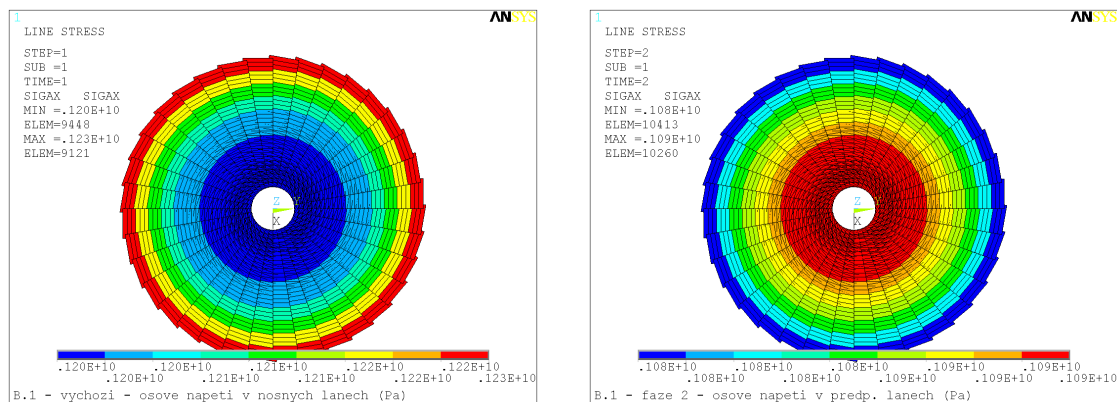 1
ANSYS
LINE STRESS
STEP=1
SUB =1
TIME=1
SIGAX SIGAX
MIN =.120E+10
ELEM=9448
MAX =.123E+10
ELEM=9121
Z
Y
X
.120E+10 .120E+10 .121E+10 .122E+10 .122E+10
.120E+10 .121E+10 .121E+10 .122E+10 .123E+10
B.1 - vychozi - osove napeti v nosnych lanech (Pa)
1
ANSYS
LINE STRESS
STEP=2
SUB =1
TIME=2
SIGAX SIGAX
MIN =.108E+10
ELEM=10413
MAX =.109E+10
ELEM=10260
Z
Y
X
.108E+10 .108E+10 .108E+10 .109E+10 .109E+10
.108E+10 .108E+10 .109E+10 .109E+10 .109E+10
B.1 - faze 2 - osove napeti v predp. lanech (Pa)